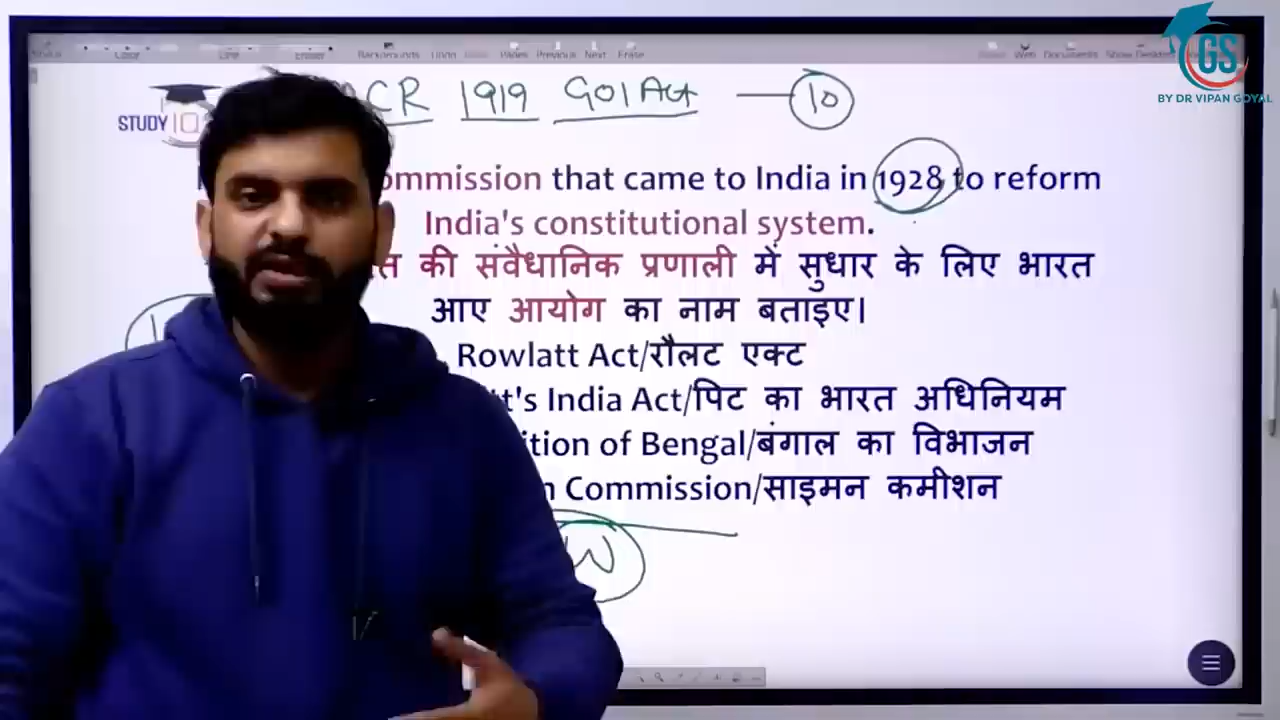 CR 1919 GOI Act — 10
STUDY IQ
GS
BY DR VIPAN GOYAL
ommission that came to India in 1928 to reform
India's constitutional system.
त की संवैधानिक प्रणाली में सुधार के लिए भारत
आए आयोग का नाम बताइए।
Rowlatt Act/रौलट एक्ट
t's India Act/पिट का भारत अधिनियम
ition of Bengal/बंगाल का विभाजन
n Commission/साइमन कमीशन
W